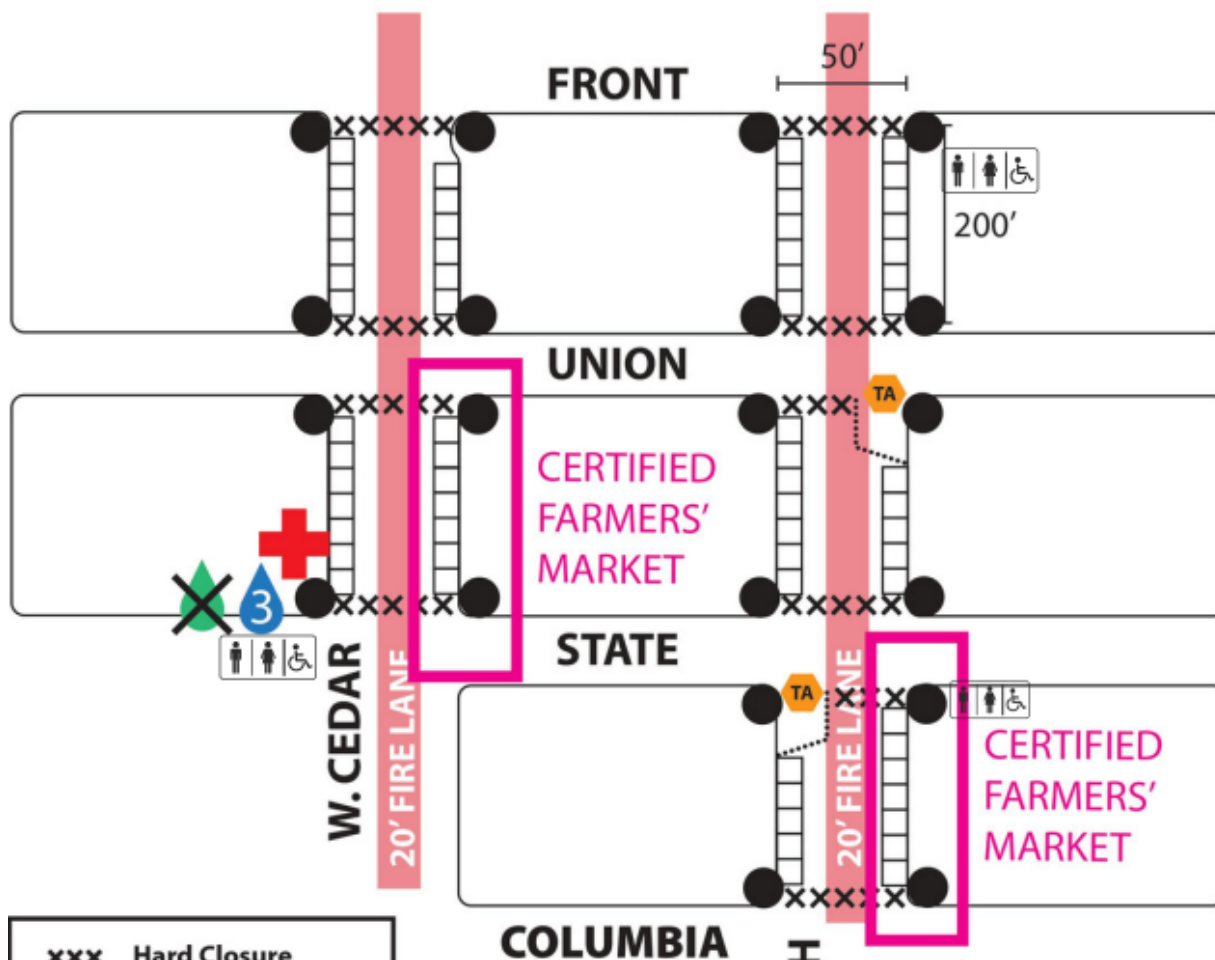 FRONT
50'
200'
UNION
TA
CERTIFIED
FARMERS'
MARKET
3
STATE
W. CEDAR
20' FIRE LANE
20' FIRE LANE
TA
CERTIFIED
FARMERS'
MARKET
COLUMBIA
H
xxx Hard Closure